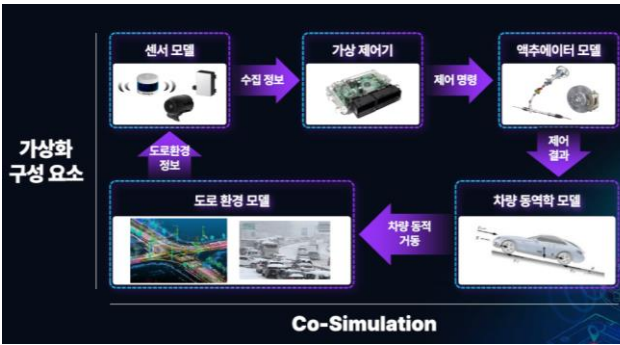 센서 모델
수집 정보
가상 제어기
제어 명령
액추에이터 모델
가상화
구성 요소
도로환경
정보
제어
결과
도로 환경 모델
차량 동적
거동
차량 동역학 모델
Co-Simulation